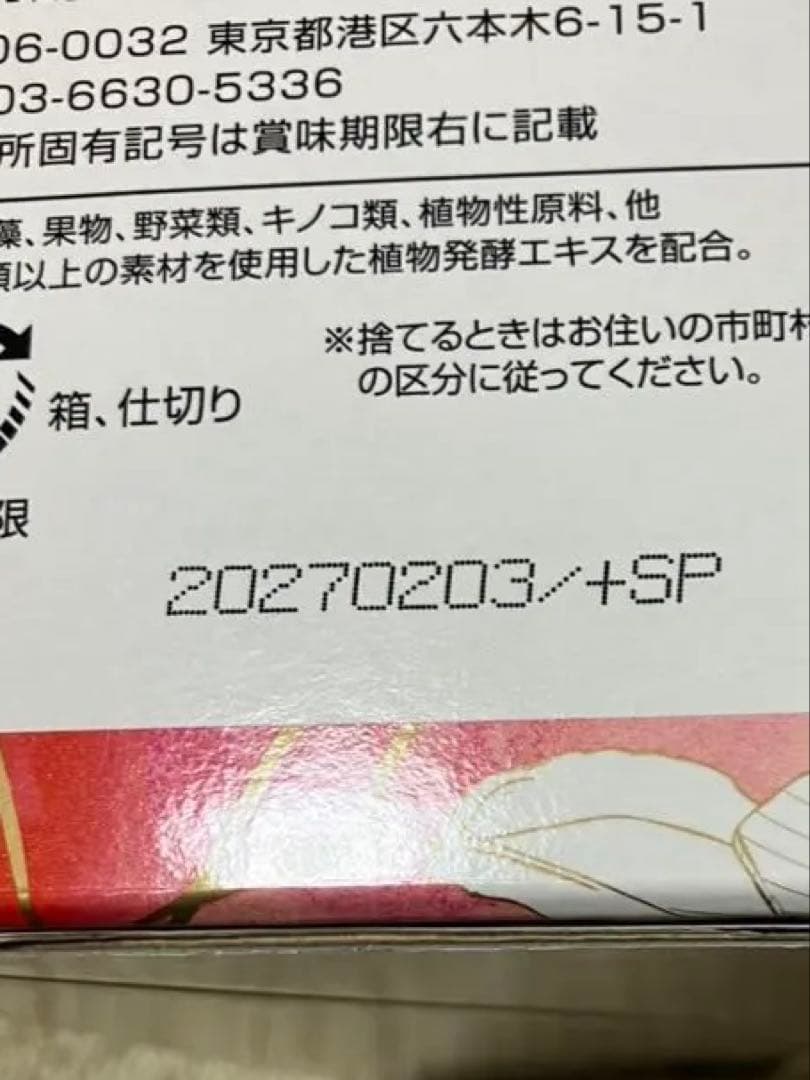 06-0032 東京都港区六本木6-15-1
03-6630-5336
所固有記号は賞味期限右に記載
藻、果物、野菜類、キノコ類、植物性原料、他
類以上の素材を使用した植物発酵エキスを配合。
※捨てるときはお住いの市町村
の区分に従ってください。
箱、仕切り
限
20270203/+SP